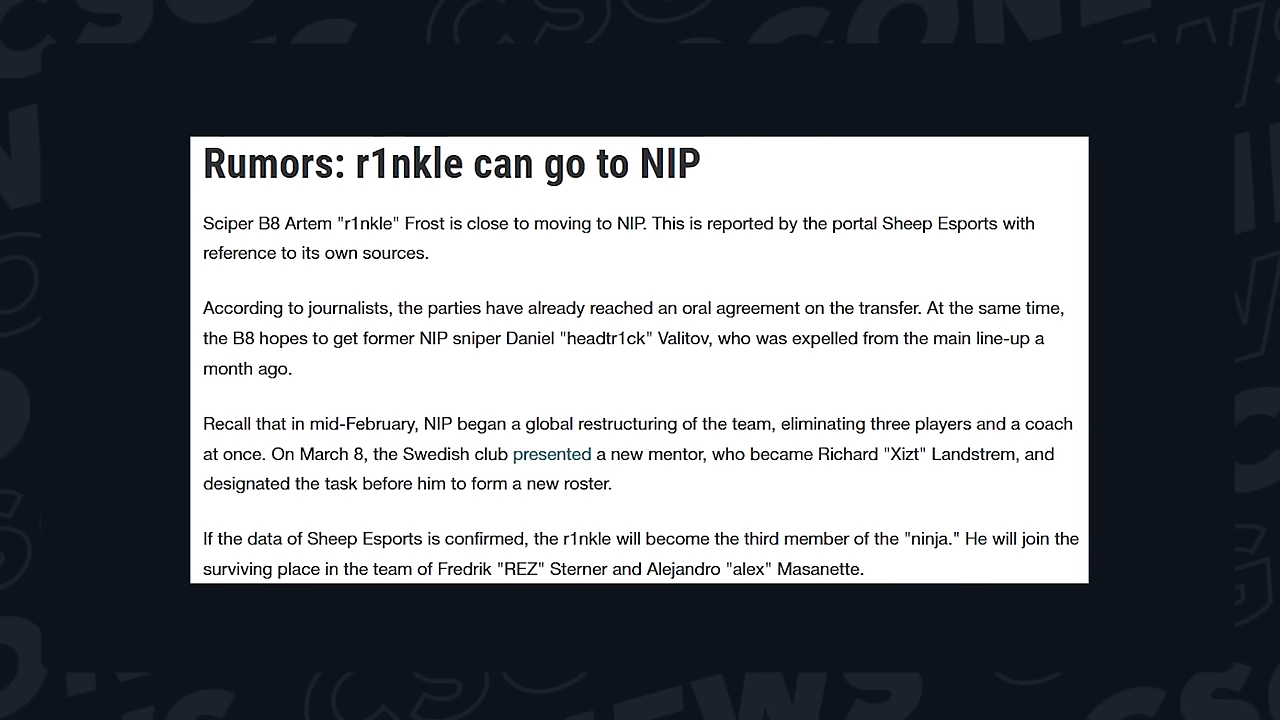 Rumors: r1nkle can go to NIP
Sciper B8 Artem "r1nkle" Frost is close to moving to NIP. This is reported by the portal Sheep Esports with
reference to its own sources.
According to journalists, the parties have already reached an oral agreement on the transfer. At the same time,
the B8 hopes to get former NIP sniper Daniel "headtr1ck" Valitov, who was expelled from the main line-up a
month ago.
Recall that in mid-February, NIP began a global restructuring of the team, eliminating three players and a coach
at once. On March 8, the Swedish club presented a new mentor, who became Richard "Xizt" Landstrem, and
designated the task before him to form a new roster.
If the data of Sheep Esports is confirmed, the r1nkle will become the third member of the "ninja." He will join the
surviving place in the team of Fredrik "REZ" Sterner and Alejandro "alex" Masanette.